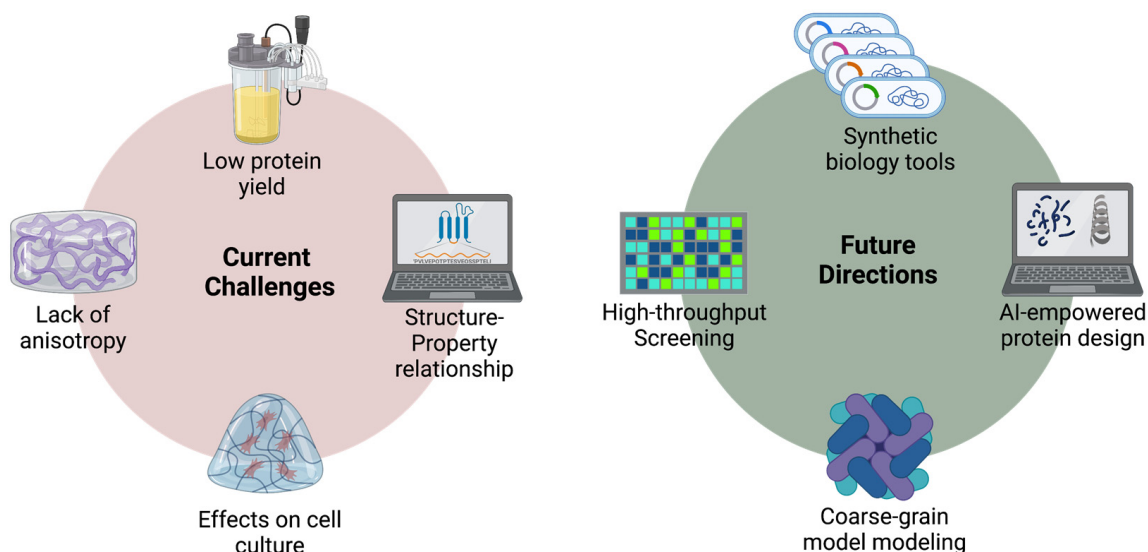 Low protein
yield
Current
Challenges
Lack of
anisotropy
Structure-
Property
relationship
Effects on cell
culture
Synthetic
biology tools
Future
Directions
High-throughput
Screening
AI-empowered
protein design
Coarse-grain
model modeling